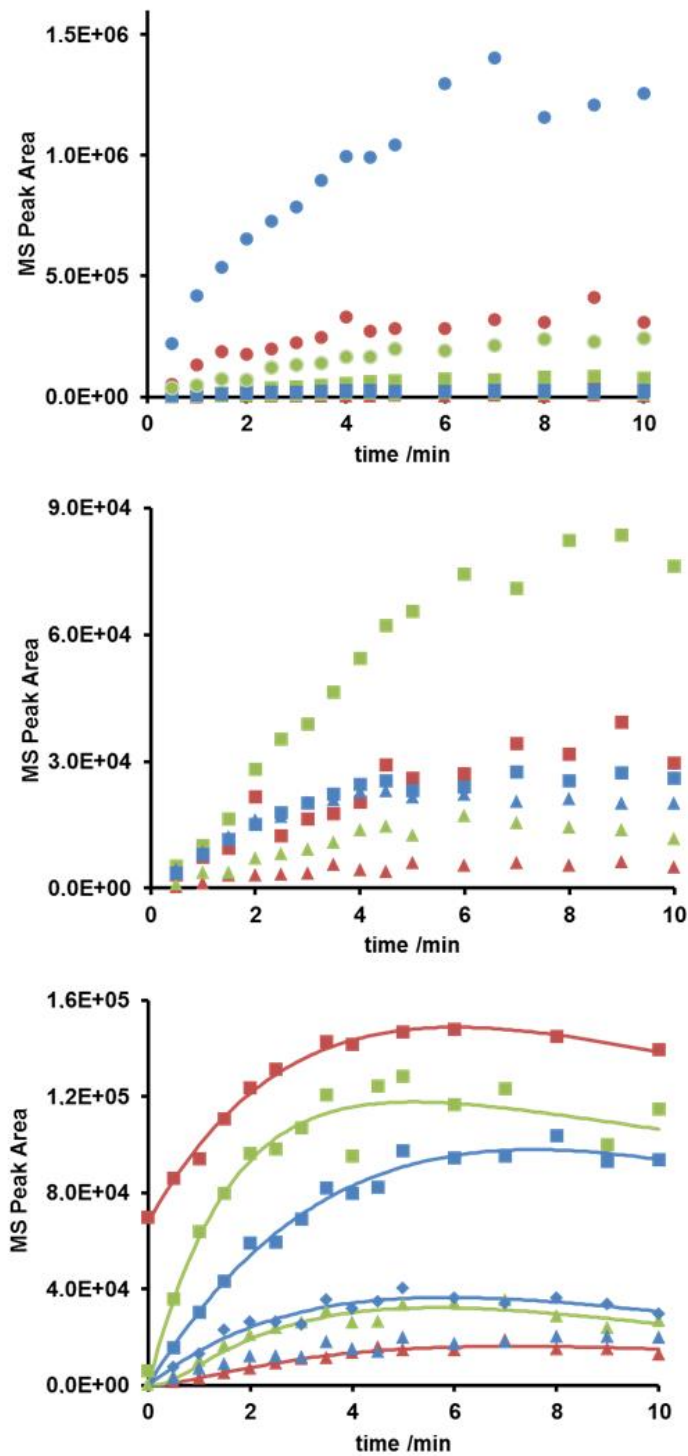 1.5E+06
1.0E+06
5.0E+05
0.0E+00
MS Peak Area
0 2 4 6 8 10
time /min
9.0E+04
6.0E+04
3.0E+04
0.0E+00
MS Peak Area
0 2 4 6 8 10
time /min
1.6E+05
1.2E+05
8.0E+04
4.0E+04
0.0E+00
MS Peak Area
0 2 4 6 8 10
time /min